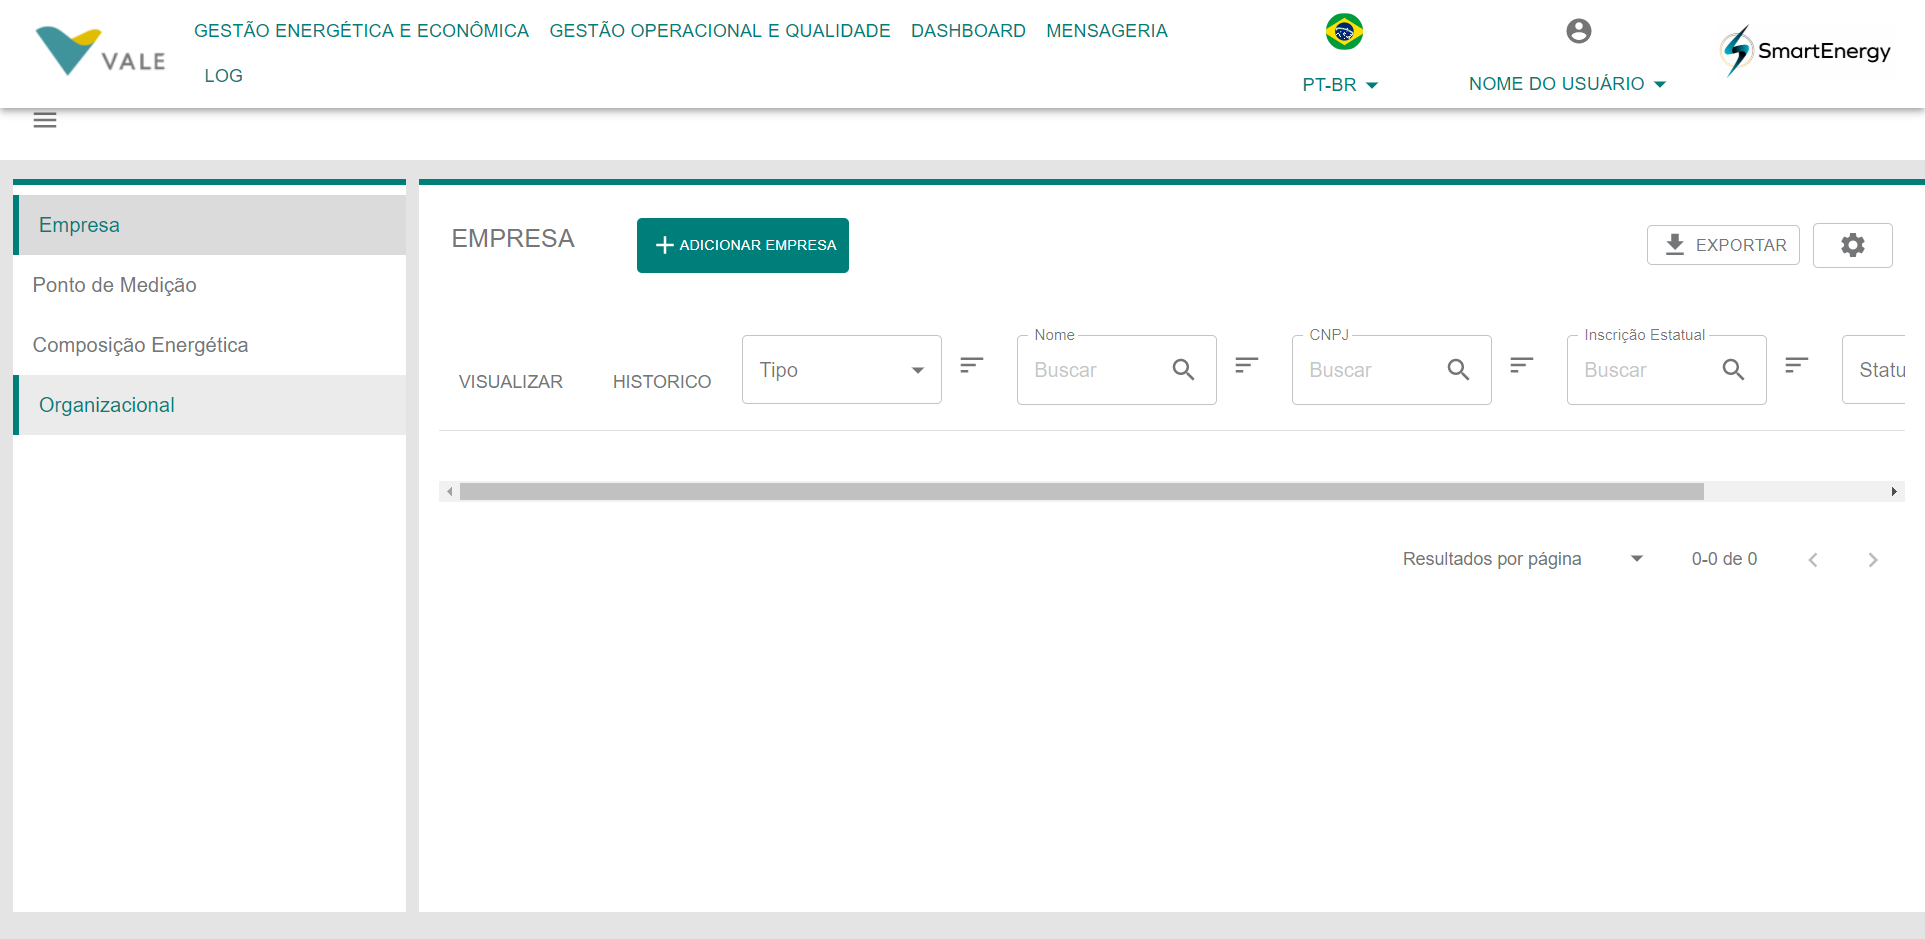 VALE
GESTÃO ENERGÉTICA E ECONÔMICA
GESTÃO OPERACIONAL E QUALIDADE
DASHBOARD
MENSAGERIA
LOG
PT-BR
NOME DO USUÁRIO
SmartEnergy
Empresa
Ponto de Medição
Composição Energética
Organizacional
EMPRESA
ADICIONAR EMPRESA
EXPORTAR
VISUALIZAR
HISTORICO
Tipo
Nome
Buscar
CNPJ
Buscar
Inscrição Estatual
Buscar
Statu
Resultados por página
0-0 de 0